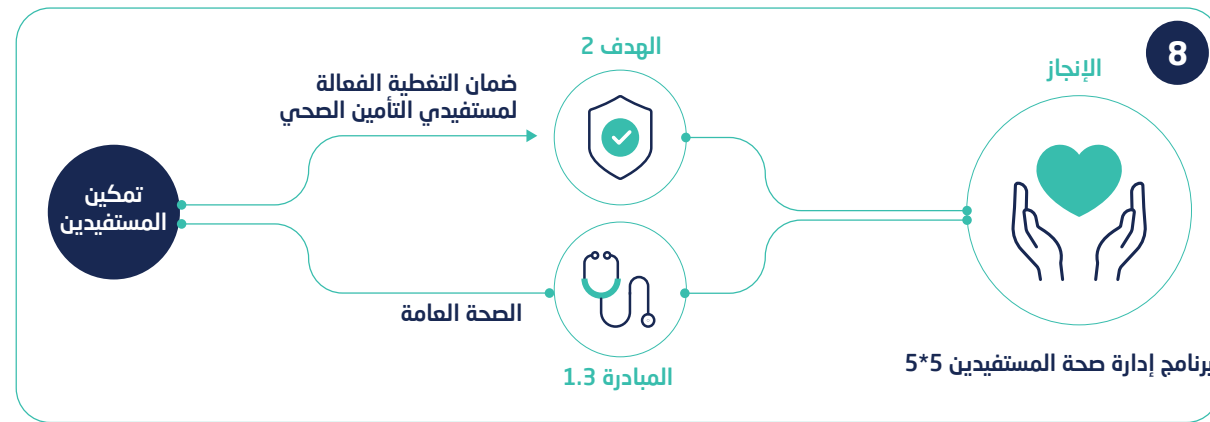 8
الإنجاز
برنامج إدارة صحة المستفيدين 5*5
الهدف 2
ضمان التغطية الفعالة
لمستفيدي التأمين الصحي
المبادرة 1.3
الصحة العامة
تمكين
المستفيدين